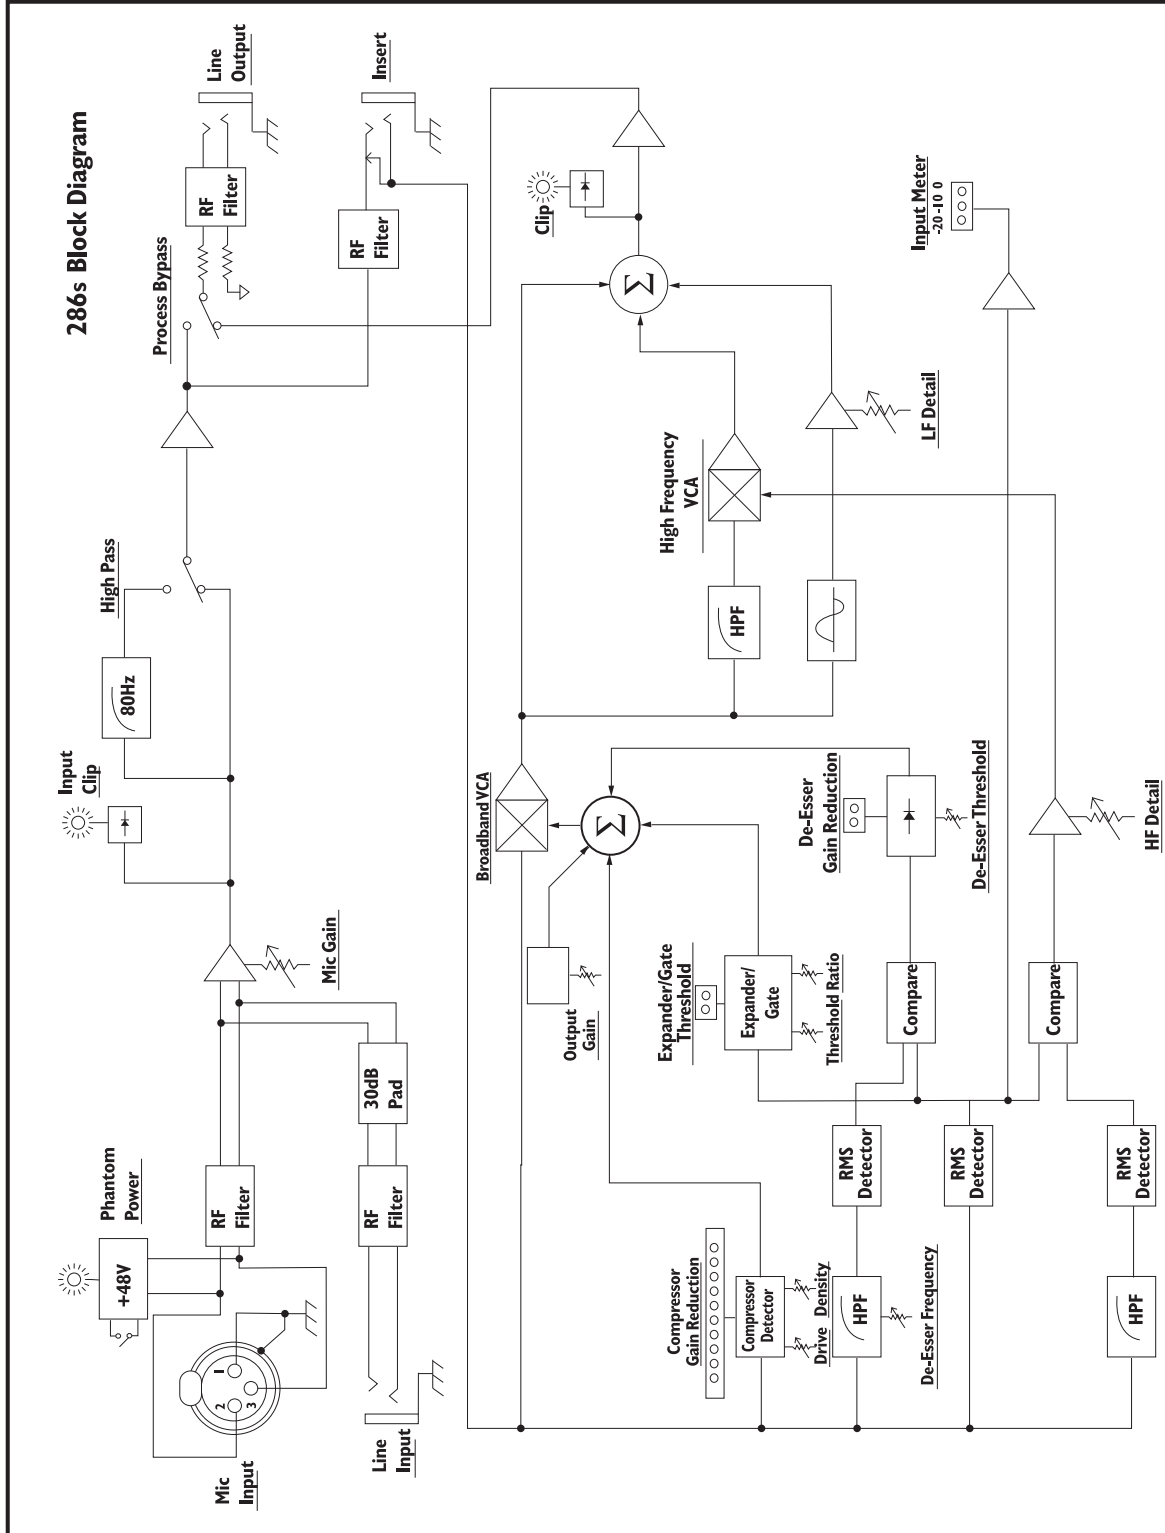 286s Block Diagram
Mic
Input
2
1
3
Phantom
Power
+48V
RF
Filter
Line
Input
RF
Filter
30dB
Pad
Mic Gain
Input
Clip
80Hz
High Pass
Process Bypass
RF
Filter
Line
Output
RF
Filter
Insert
Compressor
Gain Reduction
Compressor
Detector
Drive
Density
HPF
De-Esser Frequency
HPF
RMS
Detector
RMS
Detector
RMS
Detector
Output
Gain
Expander/Gate
Threshold
Expander/
Gate
Threshold Ratio
Compare
Compare
Broadband VCA
Σ
De-Esser
Gain Reduction
De-Esser Threshold
HF Detail
HPF
High Frequency
VCA
LF Detail
Σ
Clip
Input Meter
-20 -10 0